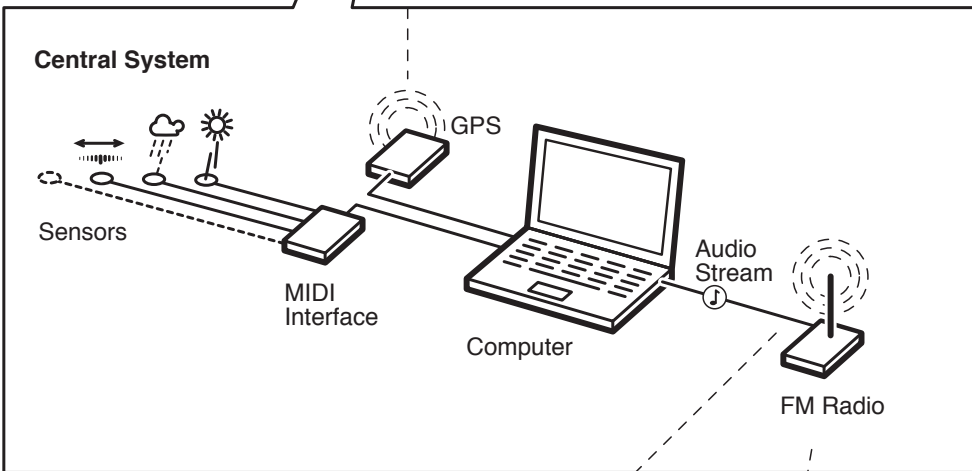 Central System
GPS
Sensors
MIDI
Interface
Audio
Stream
Computer
FM Radio